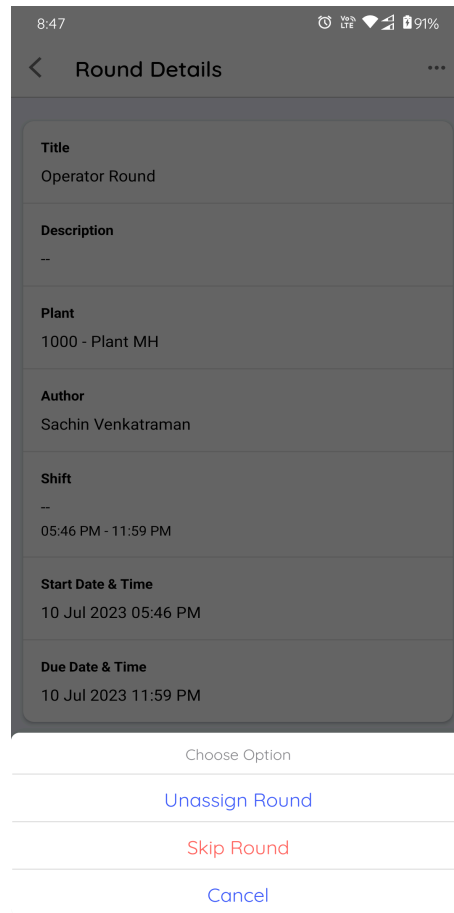 8:47 Vo)) LTE 91%
Round Details
Title
Operator Round
Description
--
Plant
1000 - Plant MH
Author
Sachin Venkatraman
Shift
--
05:46 PM - 11:59 PM
Start Date & Time
10 Jul 2023 05:46 PM
Due Date & Time
10 Jul 2023 11:59 PM
Choose Option
Unassign Round
Skip Round
Cancel